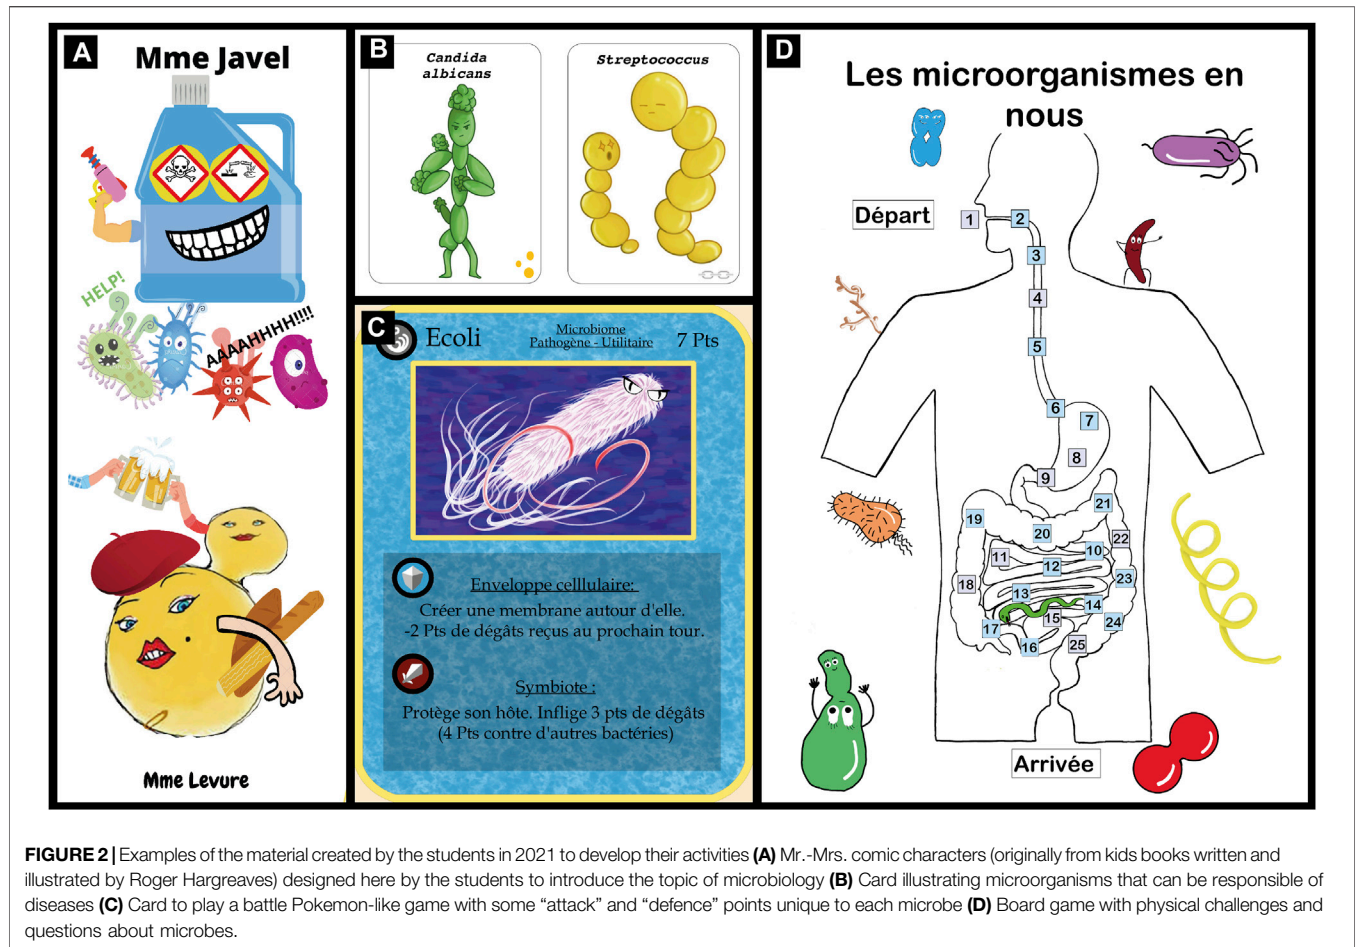 A
Mme Javel
HELP!
AAAAHHHH!!!!
Mme Levure
B
Candida
albicans
Streptococcus
C
Ecoli
Microbiome
Pathogène - Utilitaire
7 Pts
Enveloppe celllulaire:
Créer une membrane autour d'elle.
-2 Pts de dégâts reçus au prochain tour.
Symbiote :
Protège son hôte. Inflige 3 pts de dégâts
(4 Pts contre d'autres bactéries)
D
Les microorganismes en
nous
Départ
1
2
3
4
5
6
7
8
9
10
11
12
13
14
15
16
17
18
19
20
21
22
23
24
25
Arrivée
FIGURE 2 | Examples of the material created by the students in 2021 to develop their activities (A) Mr.-Mrs. comic characters (originally from kids books written and
illustrated by Roger Hargreaves) designed here by the students to introduce the topic of microbiology (B) Card illustrating microorganisms that can be responsible of
diseases (C) Card to play a battle Pokemon-like game with some “attack” and “defence” points unique to each microbe (D) Board game with physical challenges and
questions about microbes.